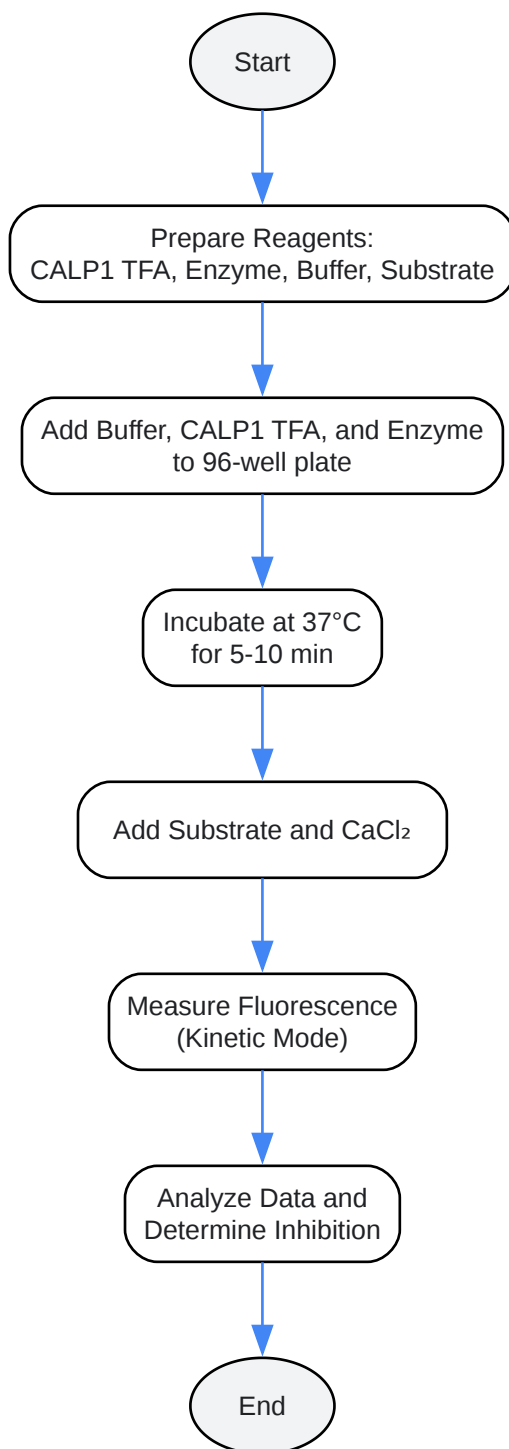 Start
Prepare Reagents:
CALP1 TFA, Enzyme, Buffer, Substrate
Add Buffer, CALP1 TFA, and Enzyme
to 96-well plate
Incubate at 37°C
for 5-10 min
Add Substrate and CaCl₂
Measure Fluorescence
(Kinetic Mode)
Analyze Data and
Determine Inhibition
End